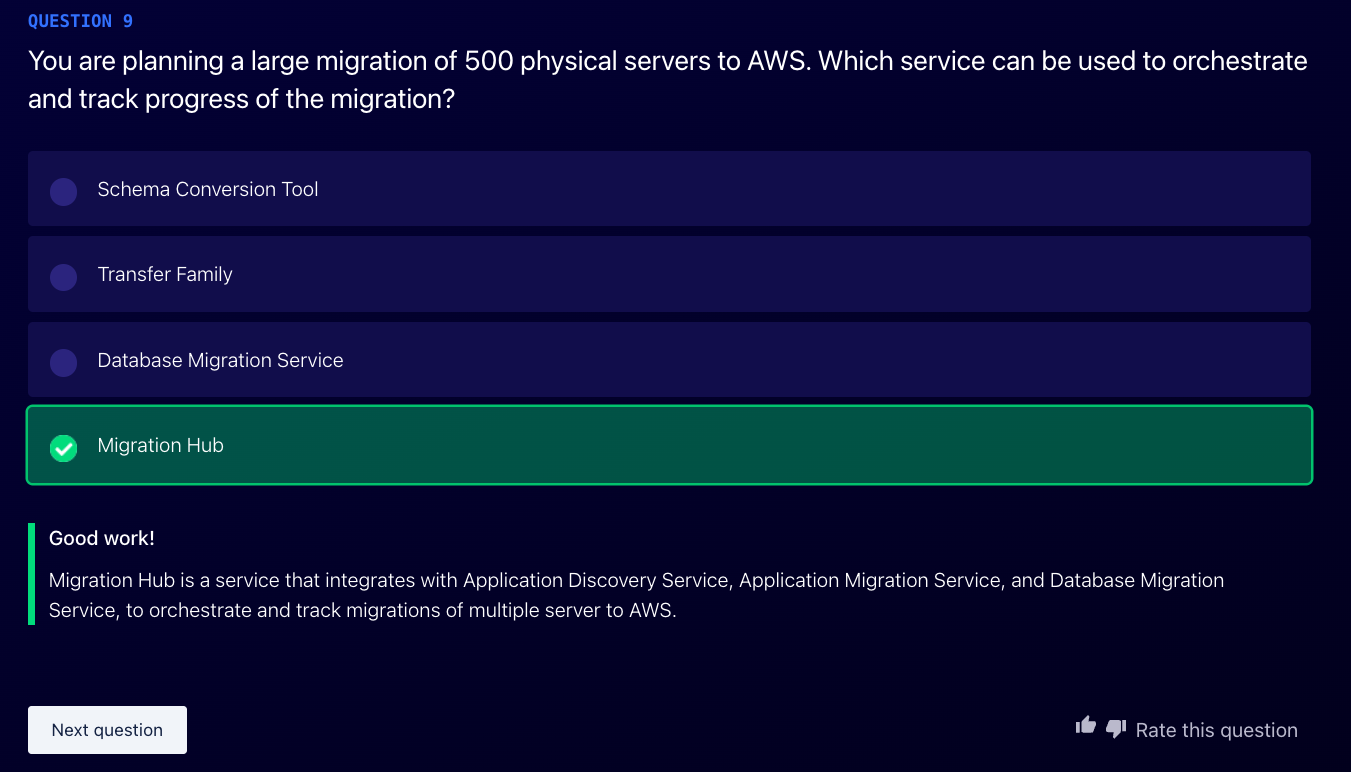 QUESTION 9
You are planning a large migration of 500 physical servers to AWS. Which service can be used to orchestrate
and track progress of the migration?
Schema Conversion Tool
Transfer Family
Database Migration Service
Migration Hub
Good work!
Migration Hub is a service that integrates with Application Discovery Service, Application Migration Service, and Database Migration
Service, to orchestrate and track migrations of multiple server to AWS.
Next question
Rate this question